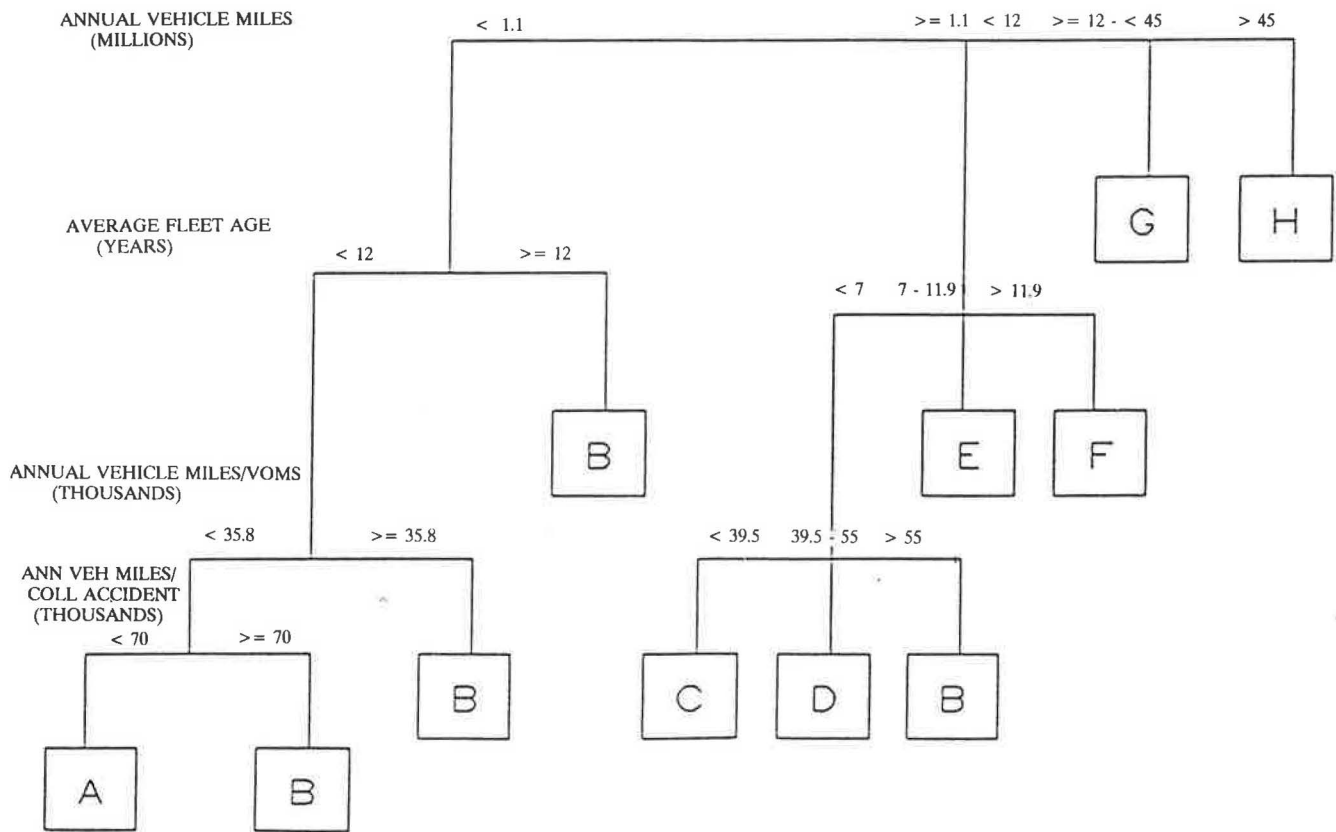 ANNUAL VEHICLE MILES
(MILLIONS)
< 1.1 >= 1.1 < 12 >= 12 - < 45 > 45
G H
AVERAGE FLEET AGE
(YEARS)
< 12 >= 12
< 7 7 - 11.9 > 11.9
B E F
ANNUAL VEHICLE MILES/VOMS
(THOUSANDS)
< 35.8 >= 35.8 < 39.5 39.5 - 55 > 55
ANN VEH MILES/
COLL ACCIDENT
(THOUSANDS)
< 70 >= 70
B C D B
A B